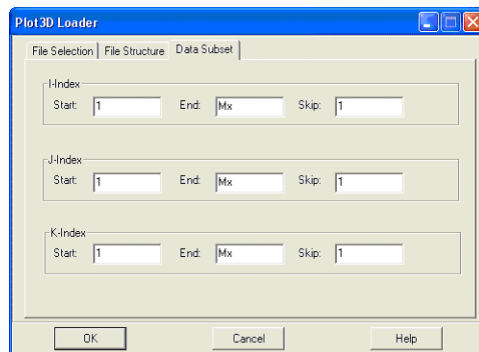 Plot3D Loader
File Selection File Structure Data Subset
I-Index
Start: 1 End: Mx Skip: 1
J-Index
Start: 1 End: Mx Skip: 1
K-Index
Start: 1 End: Mx Skip: 1
OK Cancel Help